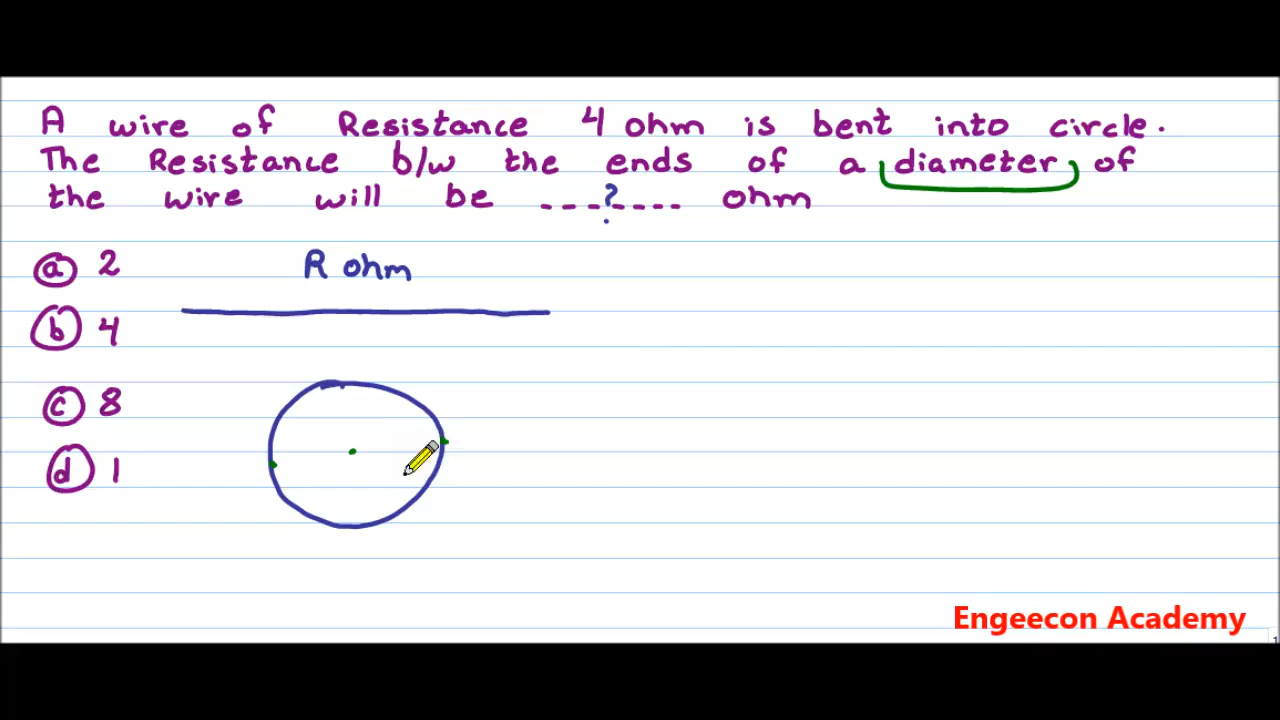 A wire of Resistance 4 ohm is bent into circle.
The Resistance b/w the ends of a diameter of
the wire will be ---?--- ohm
a 2
R ohm
b 4
c 8
d 1
Engeecon Academy
1